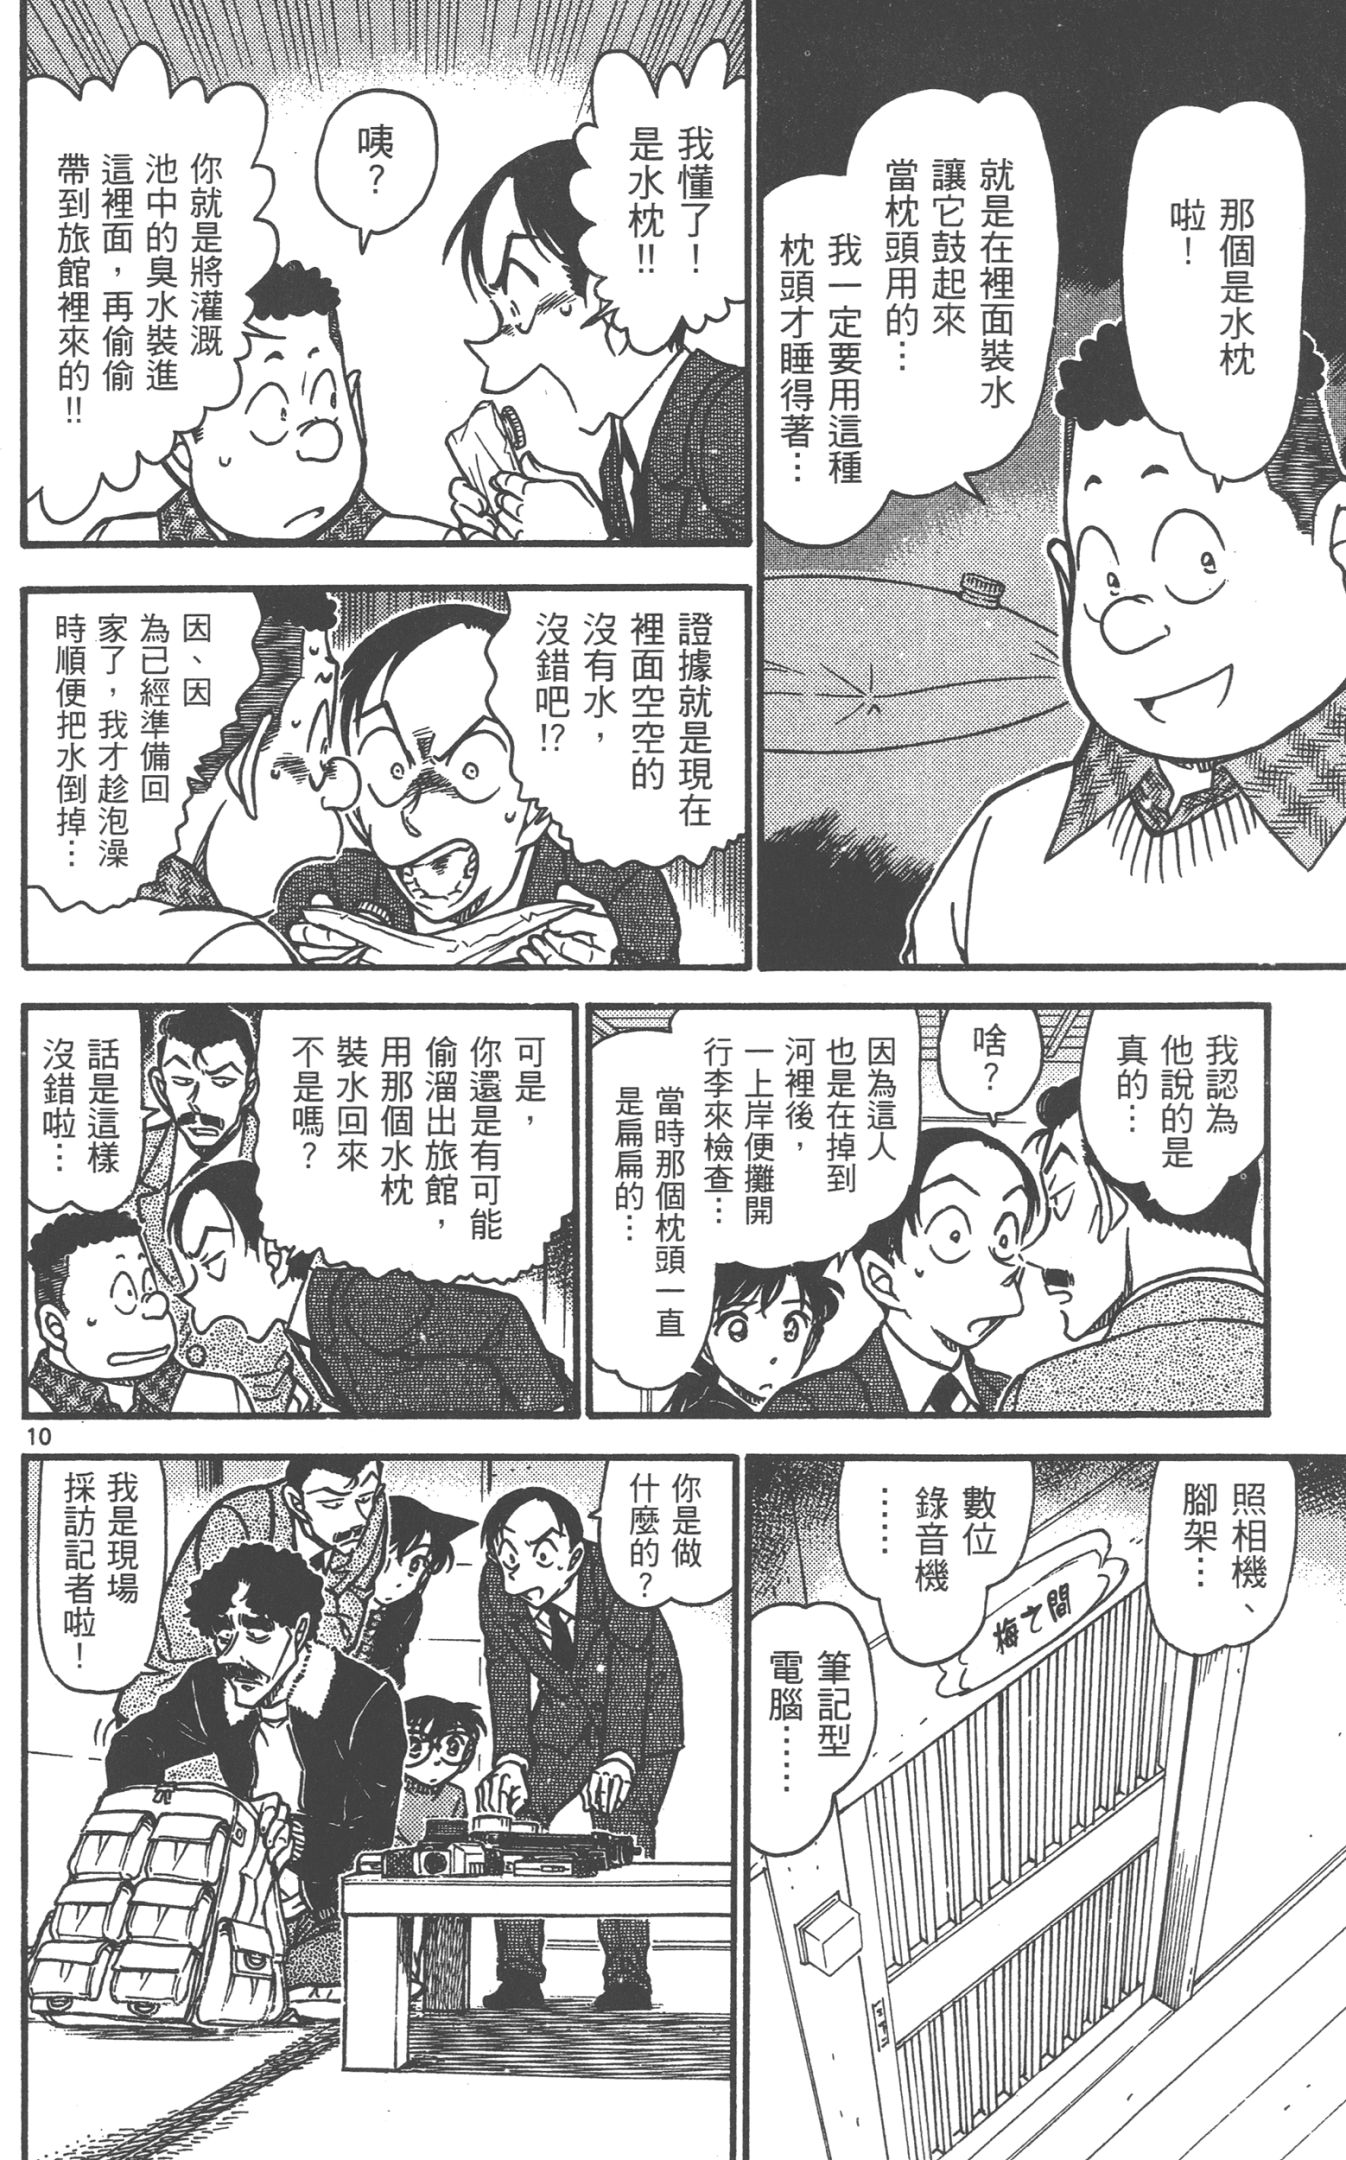 那個是水枕
啦！
就是在裡面裝水
讓它鼓起來
當枕頭用的…
我一定要用這種
枕頭才睡得著…
我懂了！
是水枕!!
咦？
你就是將灌溉
池中的臭水裝進
這裡面，再偷偷
帶到旅館裡來的!!
證據就是現在
裡面空空的
沒有水，
沒錯吧!?
因、因
為已經準備回
家了，我才趁泡澡
時順便把水倒掉…
我認為
他說的是
真的…
啥？
因為這人
也是在掉到
河裡後，
一上岸便攤開
行李來檢查…
當時那個枕頭一直
是扁扁的…
可是，
你還是有可能
偷溜出旅館，
用那個水枕
裝水回來
不是嗎？
話是這樣
沒錯啦…
10
照相機、
腳架…
數位
錄音機
……
筆記型
電腦……
梅之間
你是做
什麼的？
我是現場
採訪記者啦！